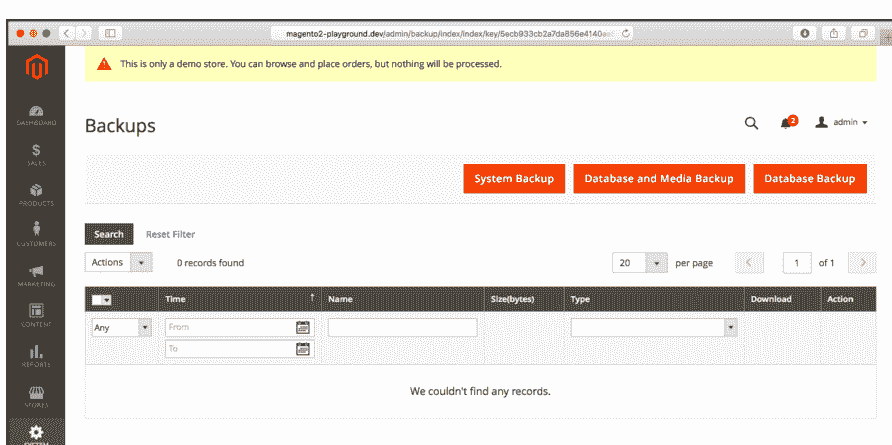 magento2-playground.dev/admin/backup/index/index/key/5ecb933cb2a7da856e4140ae
This is only a demo store. You can browse and place orders, but nothing will be processed.
DASHBOARD
Backups
2
admin
SALES
System Backup Database and Media Backup Database Backup
PRODUCTS
CUSTOMERS
Search Reset Filter
Actions 0 records found 20 per page 1 of 1
MARKETING
Time Name Size(bytes) Type Download Action
CONTENT
Any From
To
REPORTS
We couldn't find any records.
STORES
SYSTEM